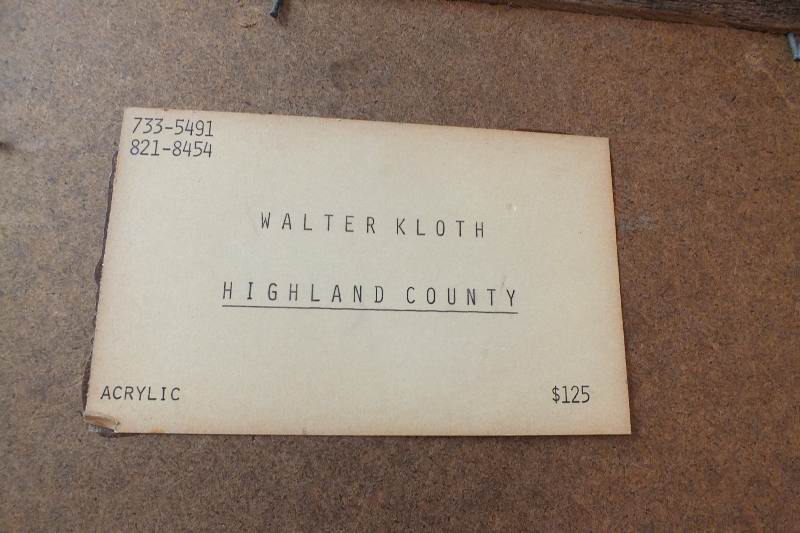 733-5491
821-8454
WALTER KLOTH
HIGHLAND COUNTY
ACRYLIC $125